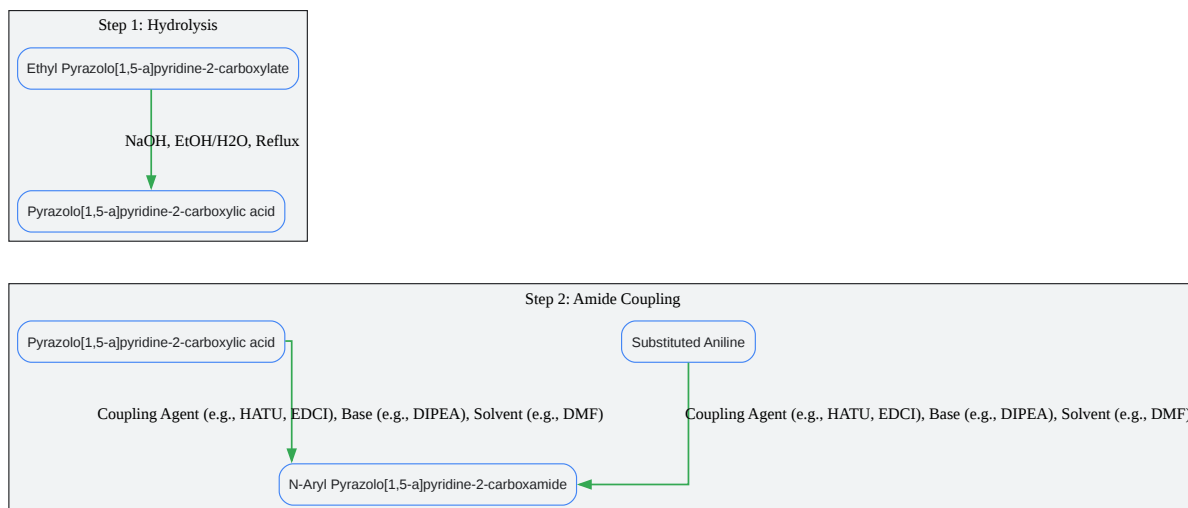 Step 1: Hydrolysis
Ethyl Pyrazolo[1,5-a]pyridine-2-carboxylate
NaOH, EtOH/H2O, Reflux
Pyrazolo[1,5-a]pyridine-2-carboxylic acid
Step 2: Amide Coupling
Pyrazolo[1,5-a]pyridine-2-carboxylic acid
Substituted Aniline
Coupling Agent (e.g., HATU, EDCI), Base (e.g., DIPEA), Solvent (e.g., DMF)
Coupling Agent (e.g., HATU, EDCI), Base (e.g., DIPEA), Solvent (e.g., DMF)
N-Aryl Pyrazolo[1,5-a]pyridine-2-carboxamide